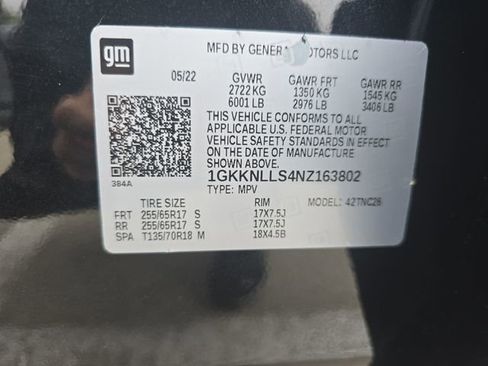 gm
MFD BY GENERAL MOTORS LLC
05/22 GVWR GAWR FRT GAWR RR
2722 KG 1350 KG 1545 KG
6001 LB 2976 LB 3406 LB
THIS VEHICLE CONFORMS TO ALL
APPLICABLE U.S. FEDERAL MOTOR
VEHICLE SAFETY STANDARDS IN EFFECT
ON THE DATE OF MANUFACTURE
SHOWN ABOVE.
384A
1GKKNLLS4NZ163802
TYPE: MPV MODEL: 42TNC26
TIRE SIZE RIM
FRT 255/65R17 S 17X7.5J
RR 255/65R17 S 17X7.5J
SPA T135/70R18 M 18X4.5B